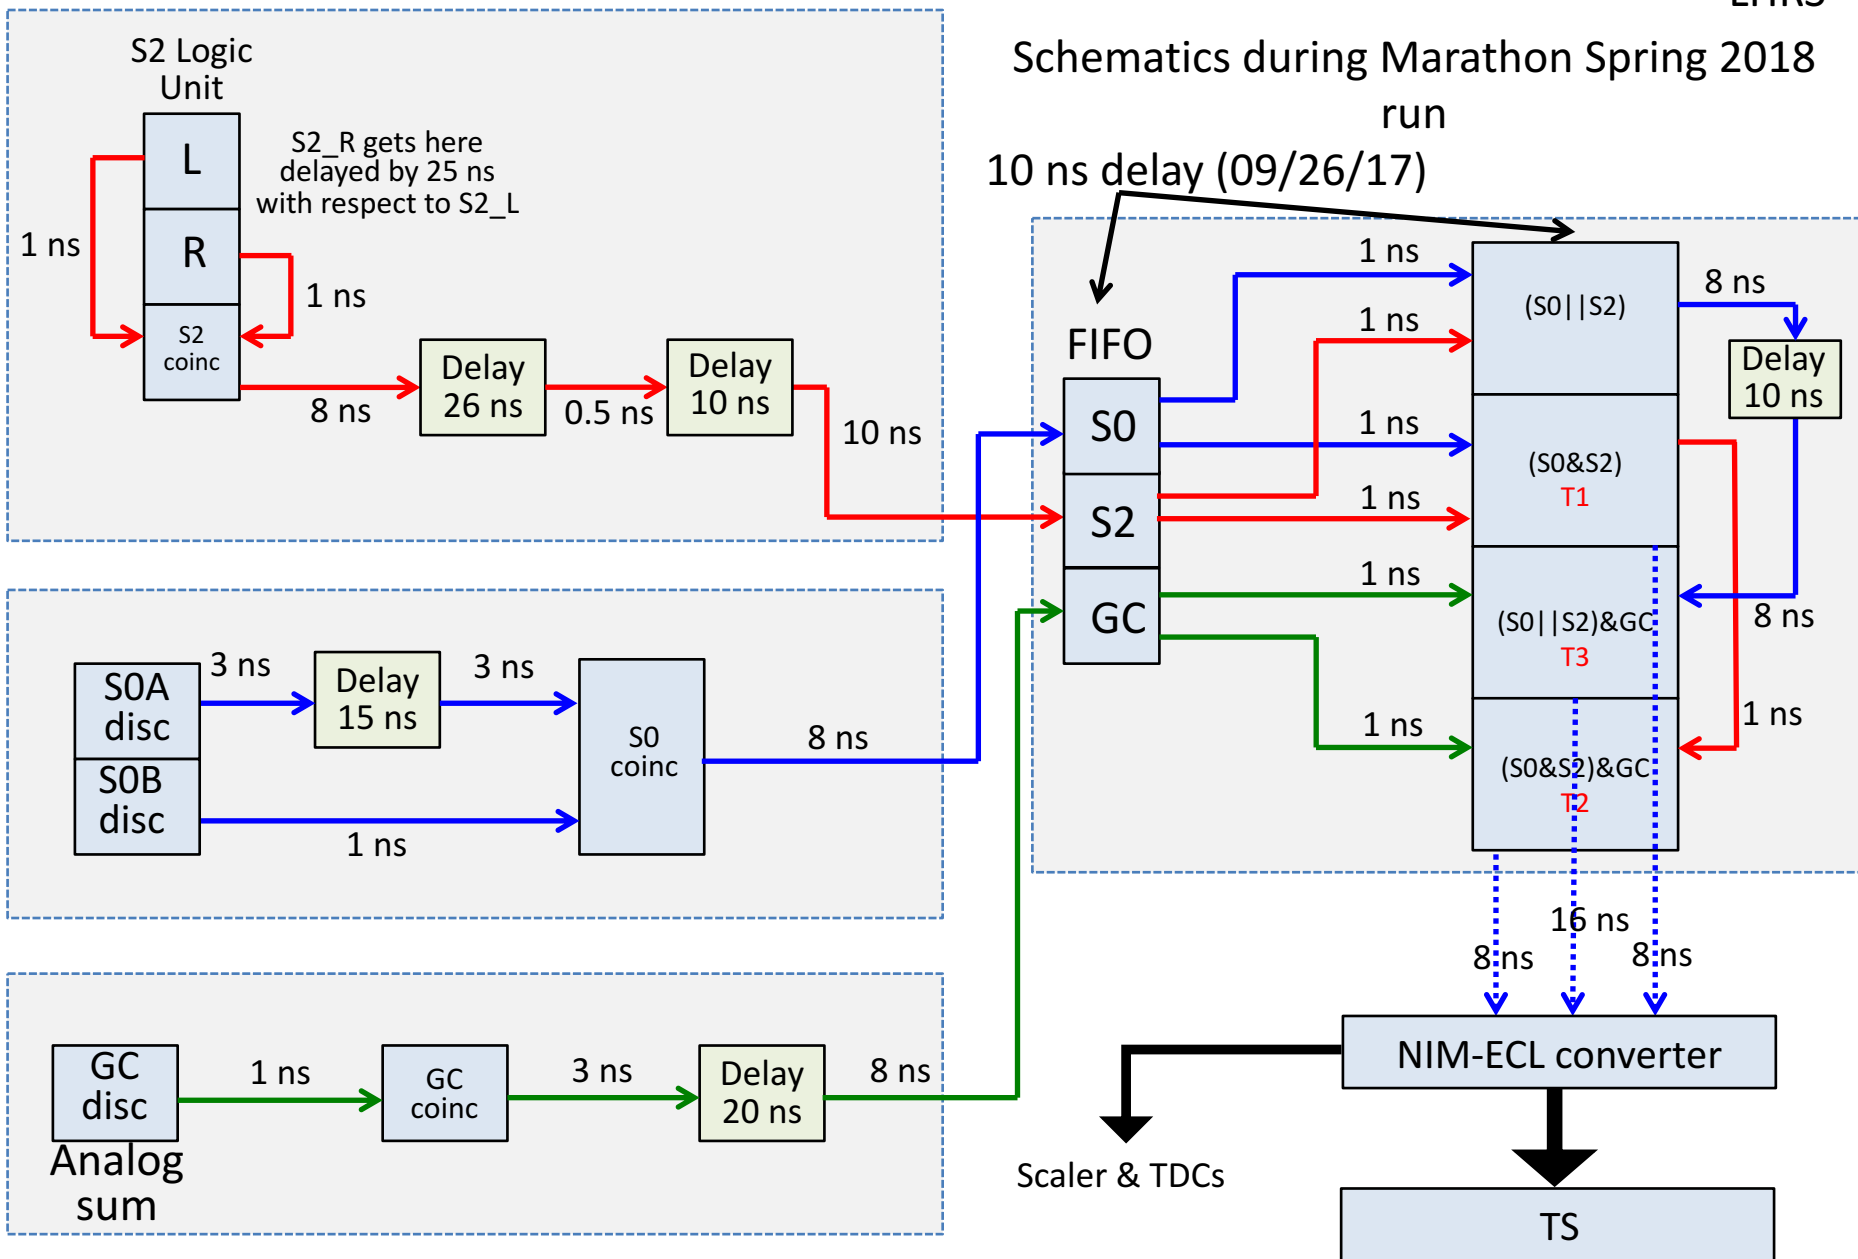 LHRS
Schematics during Marathon Spring 2018
run
10 ns delay (09/26/17)
S2 Logic
Unit
L
R
S2
coinc
S2_R gets here
delayed by 25 ns
with respect to S2_L
1 ns
1 ns
8 ns
Delay
26 ns
0.5 ns
Delay
10 ns
10 ns
S0A
disc
S0B
disc
3 ns
Delay
15 ns
3 ns
1 ns
S0
coinc
8 ns
GC
disc
Analog
sum
1 ns
GC
coinc
3 ns
Delay
20 ns
8 ns
FIFO
S0
S2
GC
1 ns
1 ns
1 ns
1 ns
1 ns
1 ns
(S0||S2)
(S0&S2)
T1
(S0||S2)&GC
T3
(S0&S2)&GC
T2
8 ns
Delay
10 ns
8 ns
1 ns
16 ns
8 ns
8 ns
NIM-ECL converter
Scaler & TDCs
TS